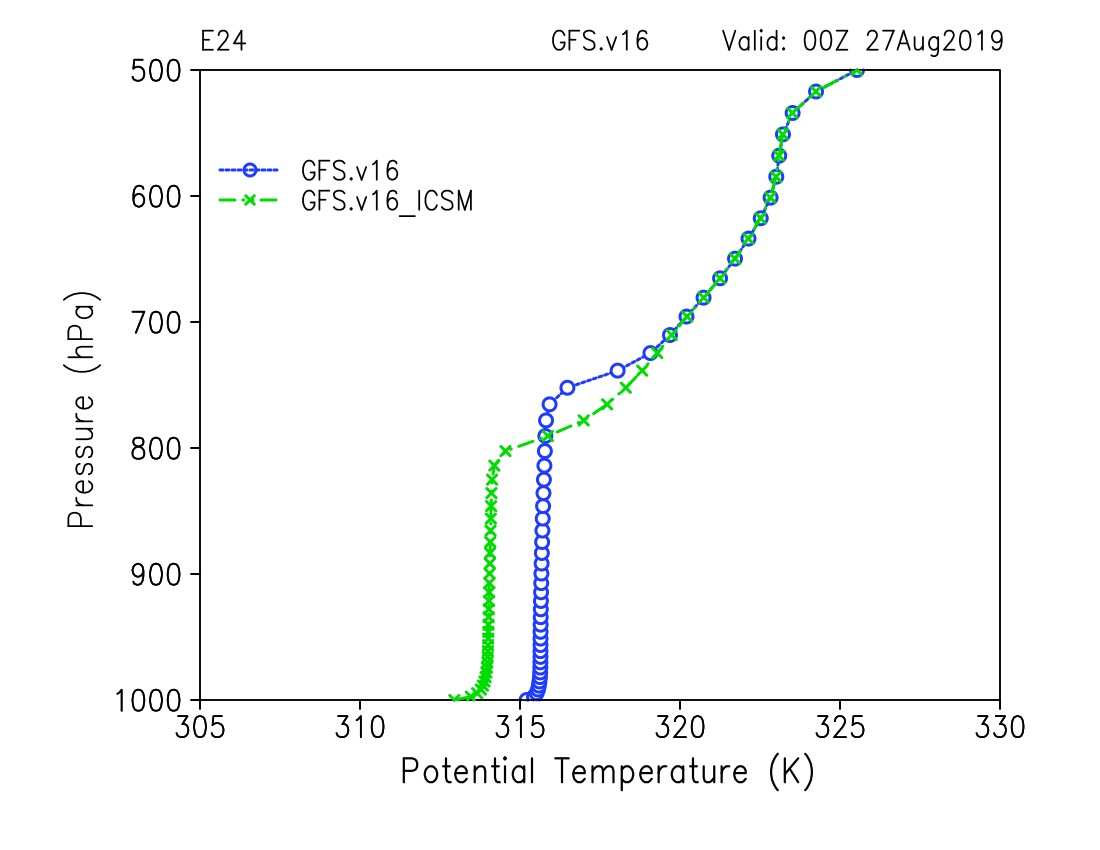 E24 GFS.v16 Valid: 00Z 27Aug2019
500
GFS.v16
600
GFS.v16_ICSM
700
Pressure (hPa)
800
900
1000
305 310 315 320 325 330
Potential Temperature (K)